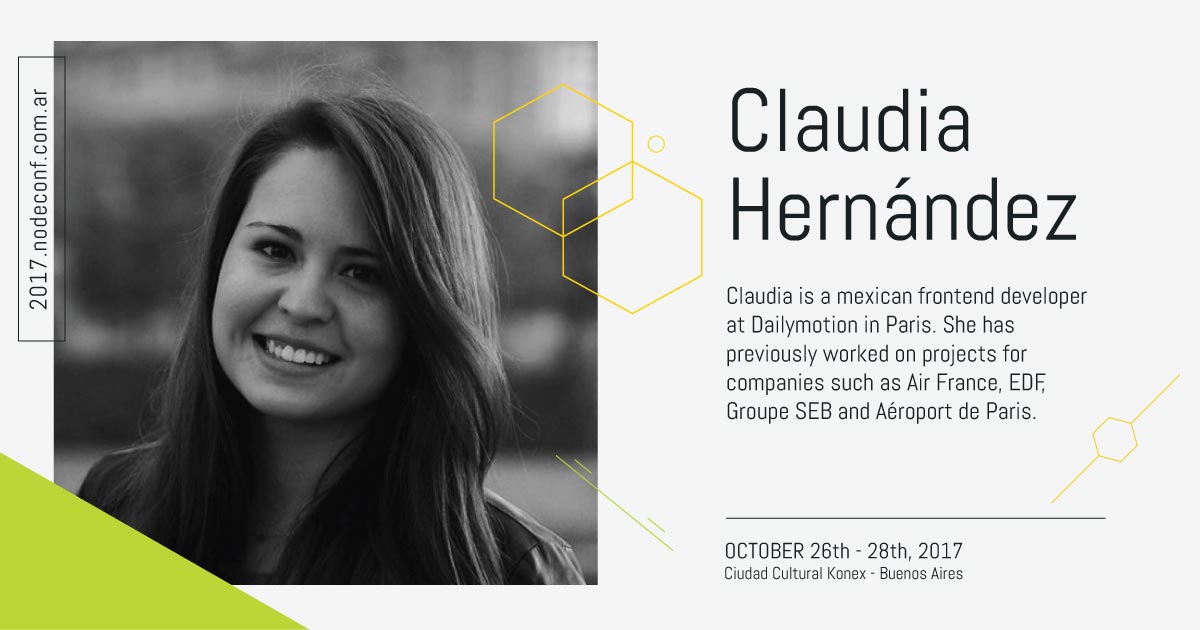 2017.nodeconf.com.ar
Claudia
Hernández
Claudia is a mexican frontend developer
at Dailymotion in Paris. She has
previously worked on projects for
companies such as Air France, EDF,
Groupe SEB and Aéroport de Paris.
OCTOBER 26th - 28th, 2017
Ciudad Cultural Konex - Buenos Aires